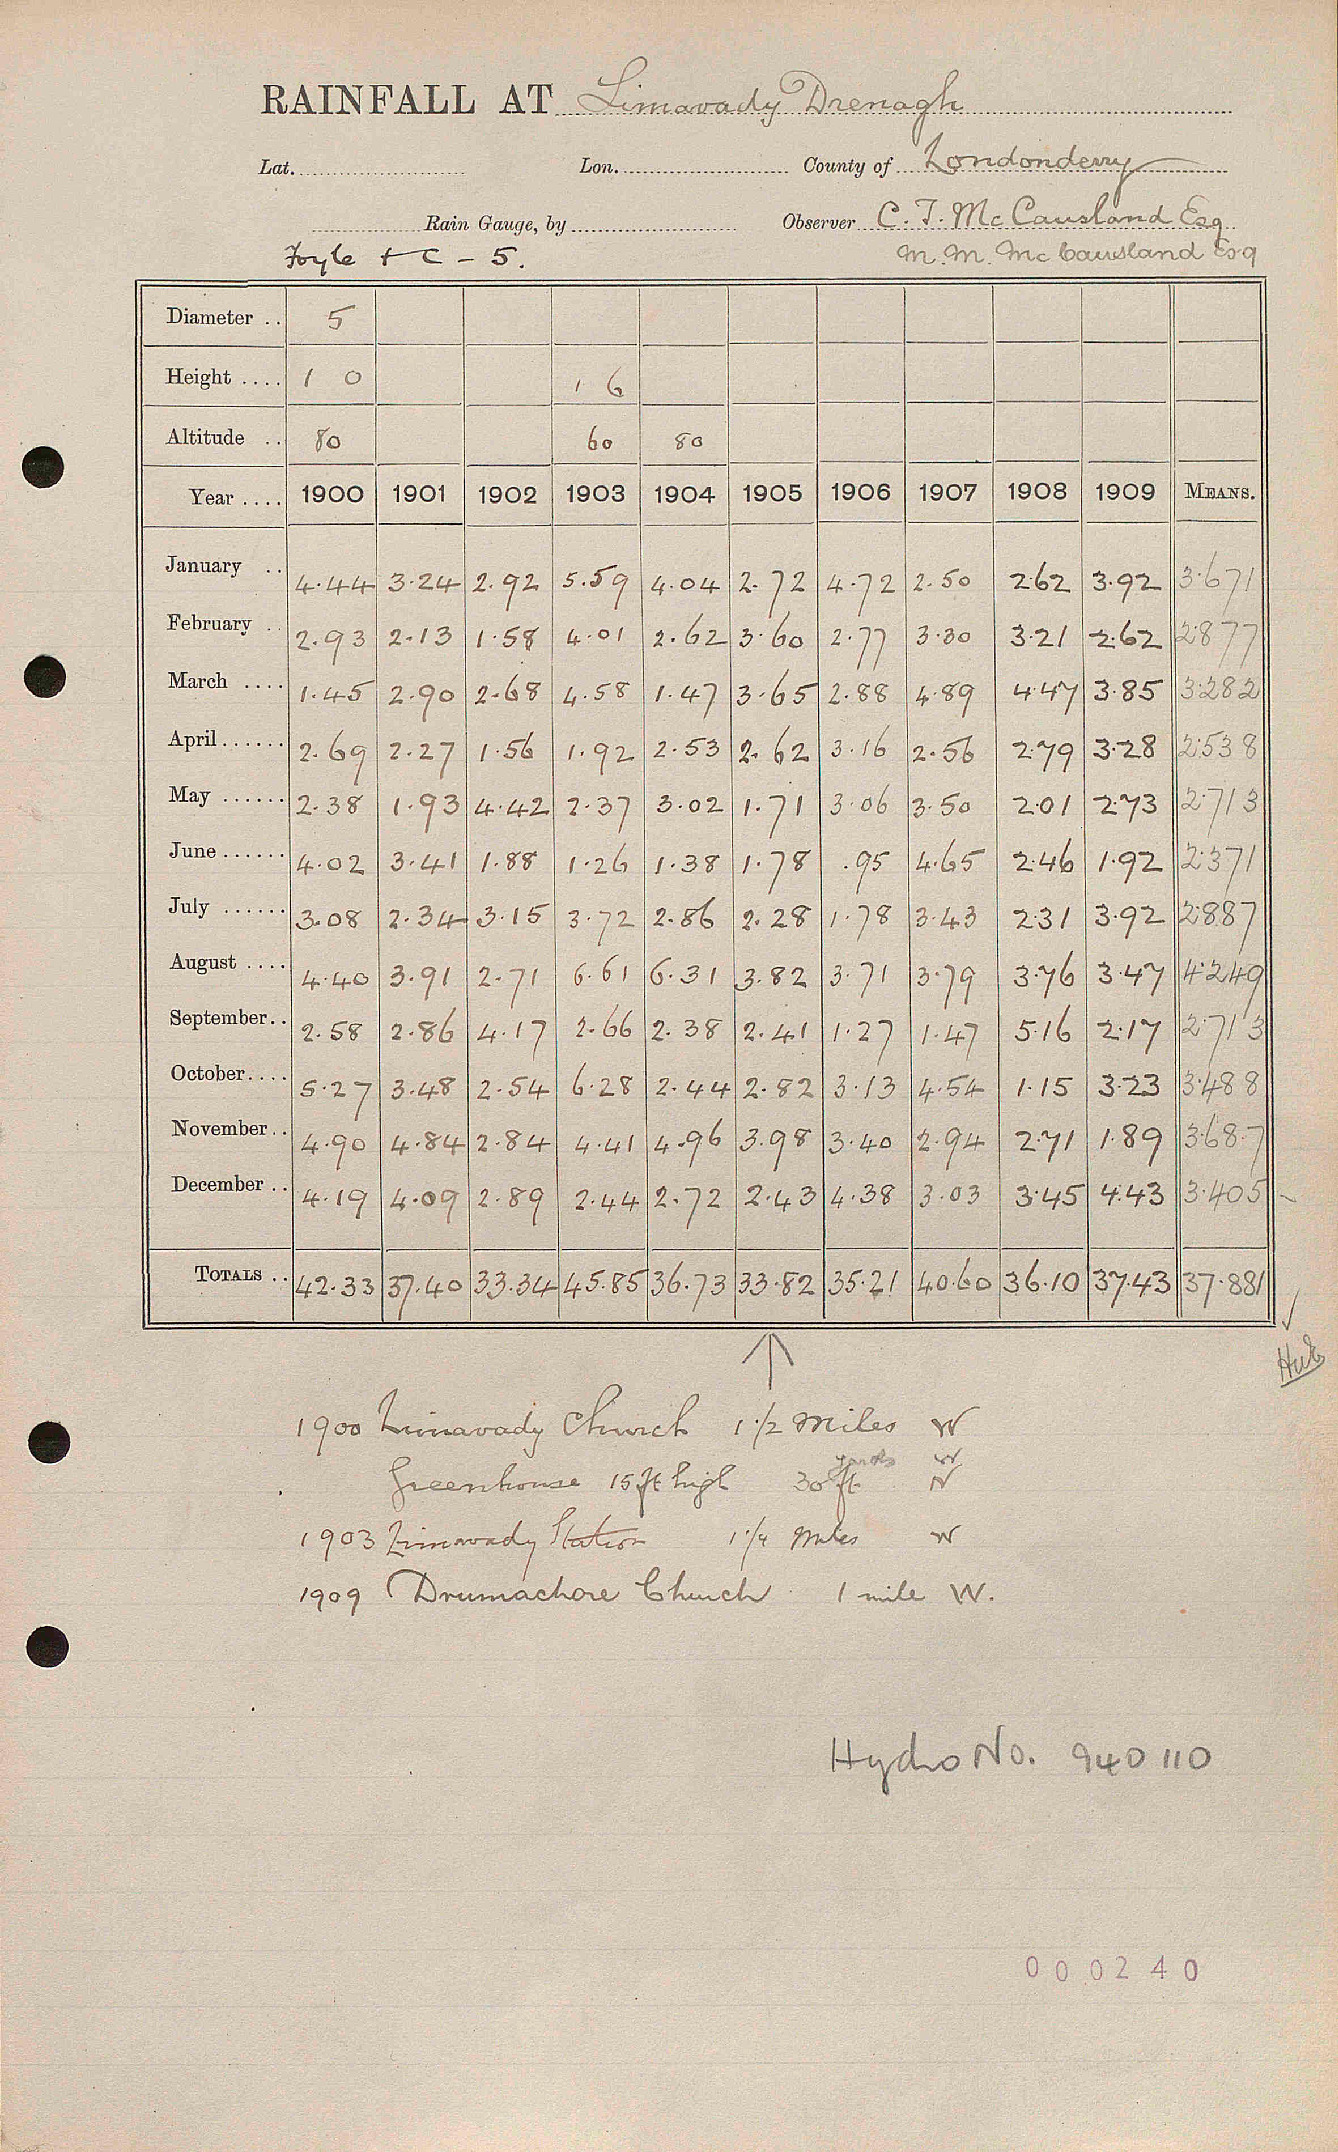 RAINFALL AT Limavady Drenagh
Lat. Lon. County of Londonderry
Rain Gauge, by Observer C. T. McCausland Esq
Foyle + C - 5. M. M. McCausland Esq
Diameter .. 5
Height .... 1 0 1 6
Altitude .. 80 60 80
Year .... 1900 1901 1902 1903 1904 1905 1906 1907 1908 1909 MEANS.
January .. 4.44 3.24 2.92 5.59 4.04 2.72 4.72 2.50 2.62 3.92 3.671
February .. 2.93 2.13 1.58 4.01 2.62 3.60 2.77 3.30 3.21 2.62 2.877
March .... 1.45 2.90 2.68 4.58 1.47 3.65 2.88 4.89 4.47 3.85 3.282
April ...... 2.69 2.27 1.56 1.92 2.53 2.62 3.16 2.56 2.79 3.28 2.538
May ...... 2.38 1.93 4.42 2.37 3.02 1.71 3.06 3.50 2.01 2.73 2.713
June ...... 4.02 3.41 1.88 1.26 1.38 1.78 .95 4.65 2.46 1.92 2.371
July ...... 3.08 2.34 3.15 3.72 2.86 2.28 1.78 3.43 2.31 3.92 2.887
August .... 4.40 3.91 2.71 6.61 6.31 3.82 3.71 3.79 3.76 3.47 4.249
September .. 2.58 2.86 4.17 2.66 2.38 2.41 1.27 1.47 5.16 2.17 2.713
October .... 5.27 3.48 2.54 6.28 2.44 2.82 3.13 4.54 1.15 3.23 3.488
November .. 4.90 4.84 2.84 4.41 4.96 3.98 3.40 2.94 2.71 1.89 3.687
December .. 4.19 4.09 2.89 2.44 2.72 2.43 4.38 3.03 3.45 4.43 3.405
TOTALS .. 42.33 37.40 33.34 45.85 36.73 33.82 35.21 40.60 36.10 37.43 37.881
1900 Limavady Church 1 1/2 Miles W
yards W
Greenhouse 15ft high 30 ft N
1903 Limavady Station 1 1/4 Miles W
1909 Drumachore Church 1 mile W.
Hydro No. 940110
000240